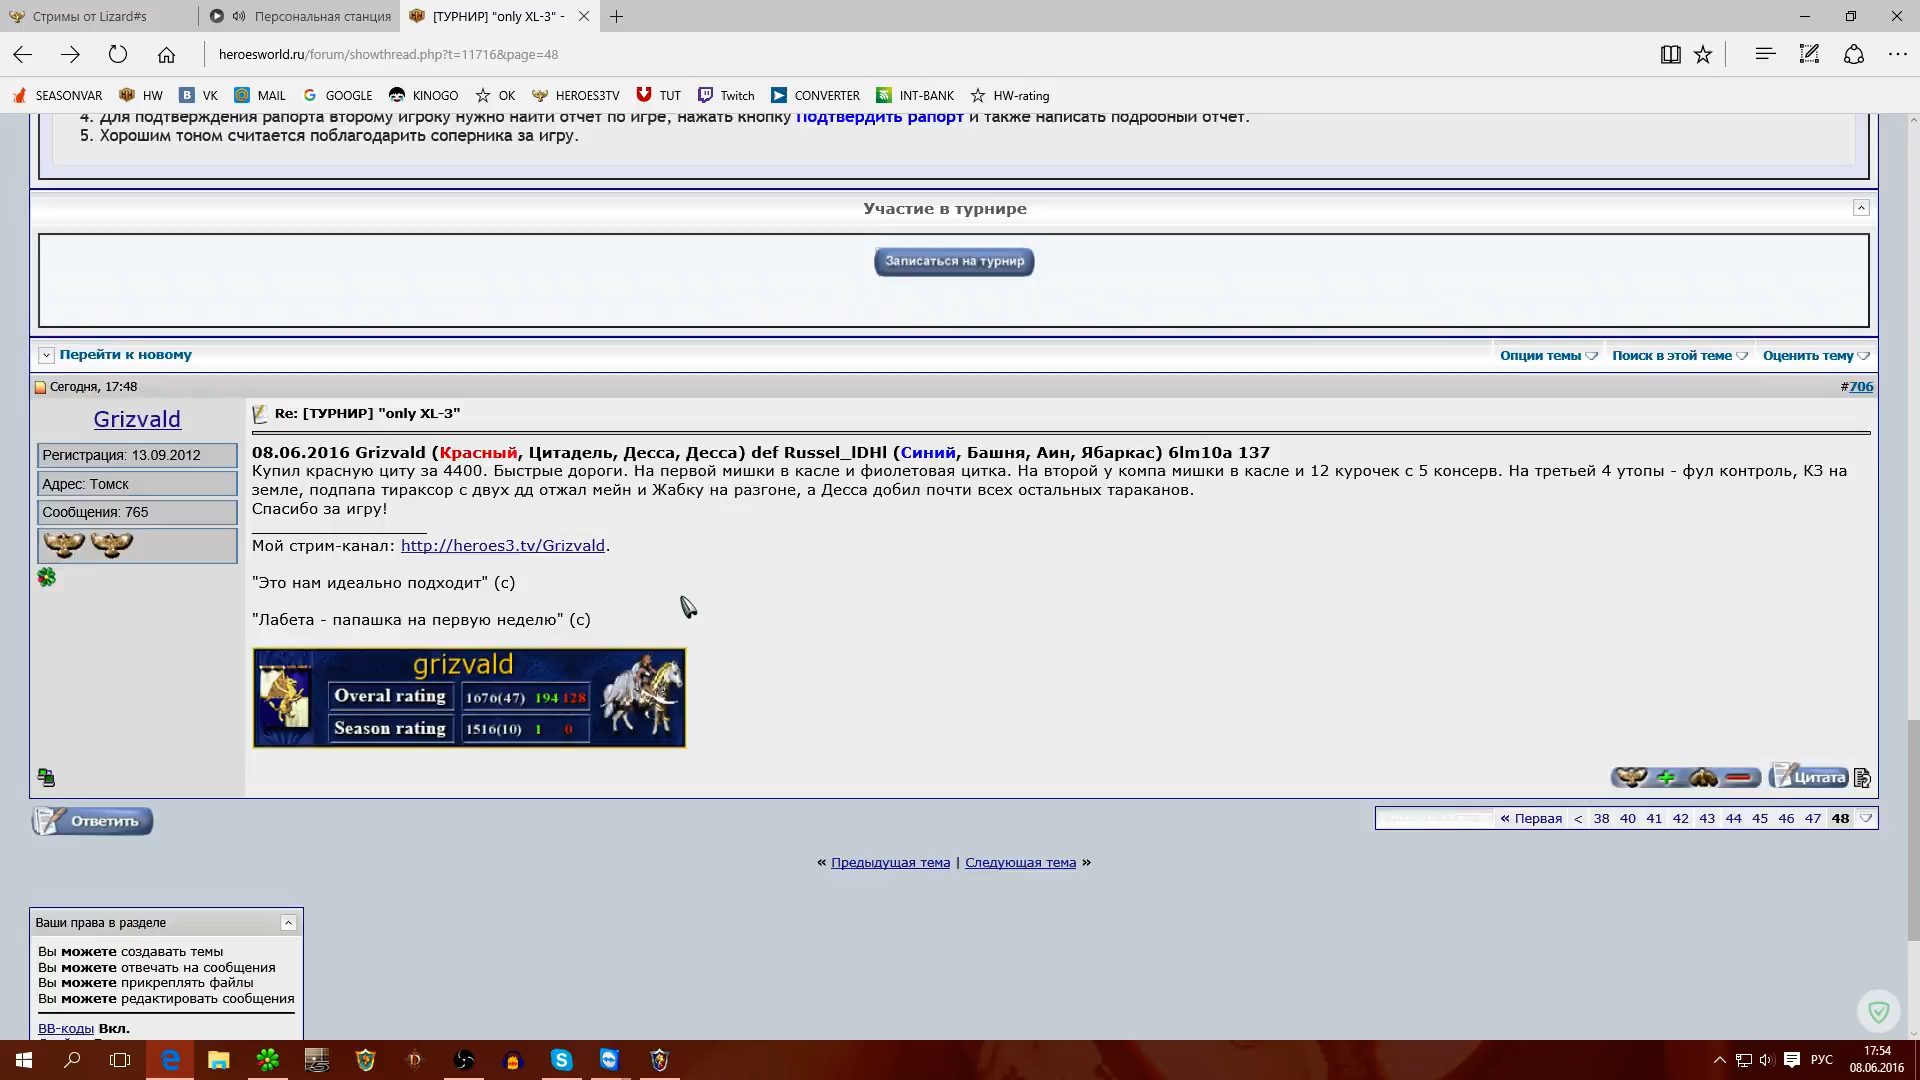 Стримы от Lizard#s
Персональная станция
[ТУРНИР] "only XL-3" -
heroesworld.ru/forum/showthread.php?t=11716&page=48
SEASONVAR HW VK MAIL GOOGLE KINOGO OK HEROES3TV TUT Twitch CONVERTER INT-BANK HW-rating
4. Для подтверждения рапорта второму игроку нужно найти отчет по игре, нажать кнопку Подтвердить рапорт и также написать подробный отчет.
5. Хорошим тоном считается поблагодарить соперника за игру.
Участие в турнире
Записаться на турнир
Перейти к новому
Опции темы Поиск в этой теме Оценить тему
Сегодня, 17:48
#706
Grizvald
Регистрация: 13.09.2012
Адрес: Томск
Сообщения: 765
Re: [ТУРНИР] "only XL-3"
08.06.2016 Grizvald (Красный, Цитадель, Десса, Десса) def Russel_lDHl (Синий, Башня, Аин, Ябаркас) 6lm10a 137
Купил красную циту за 4400. Быстрые дороги. На первой мишки в касле и фиолетовая цитка. На второй у компа мишки в касле и 12 курочек с 5 консерв. На третьей 4 утопы - фул контроль, КЗ на
земле, подпапа тираксор с двух дд отжал мейн и Жабку на разгоне, а Десса добил почти всех остальных тараканов.
Спасибо за игру!
Мой стрим-канал: http://heroes3.tv/Grizvald.
"Это нам идеально подходит" (с)
"Лабета - папашка на первую неделю" (с)
grizvald
Overal rating 1676(47) 194 128
Season rating 1516(10) 1 0
Цитата
Ответить
« Первая < 38 40 41 42 43 44 45 46 47 48
« Предыдущая тема | Следующая тема »
Ваши права в разделе
Вы можете создавать темы
Вы можете отвечать на сообщения
Вы можете прикреплять файлы
Вы можете редактировать сообщения
BB-коды Вкл.
РУС
17:54
08.06.2016